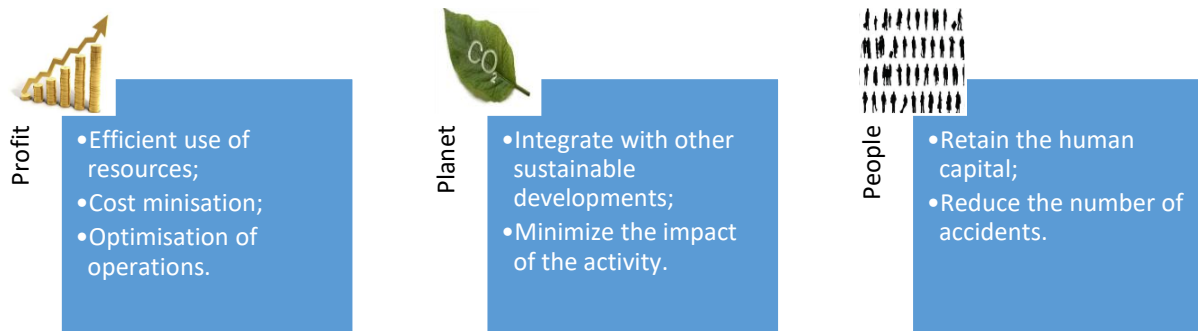 Profit
•Efficient use of
resources;
•Cost minisation;
•Optimisation of
operations.
CO2
Planet
•Integrate with other
sustainable
developments;
•Minimize the impact
of the activity.
People
•Retain the human
capital;
•Reduce the number of
accidents.